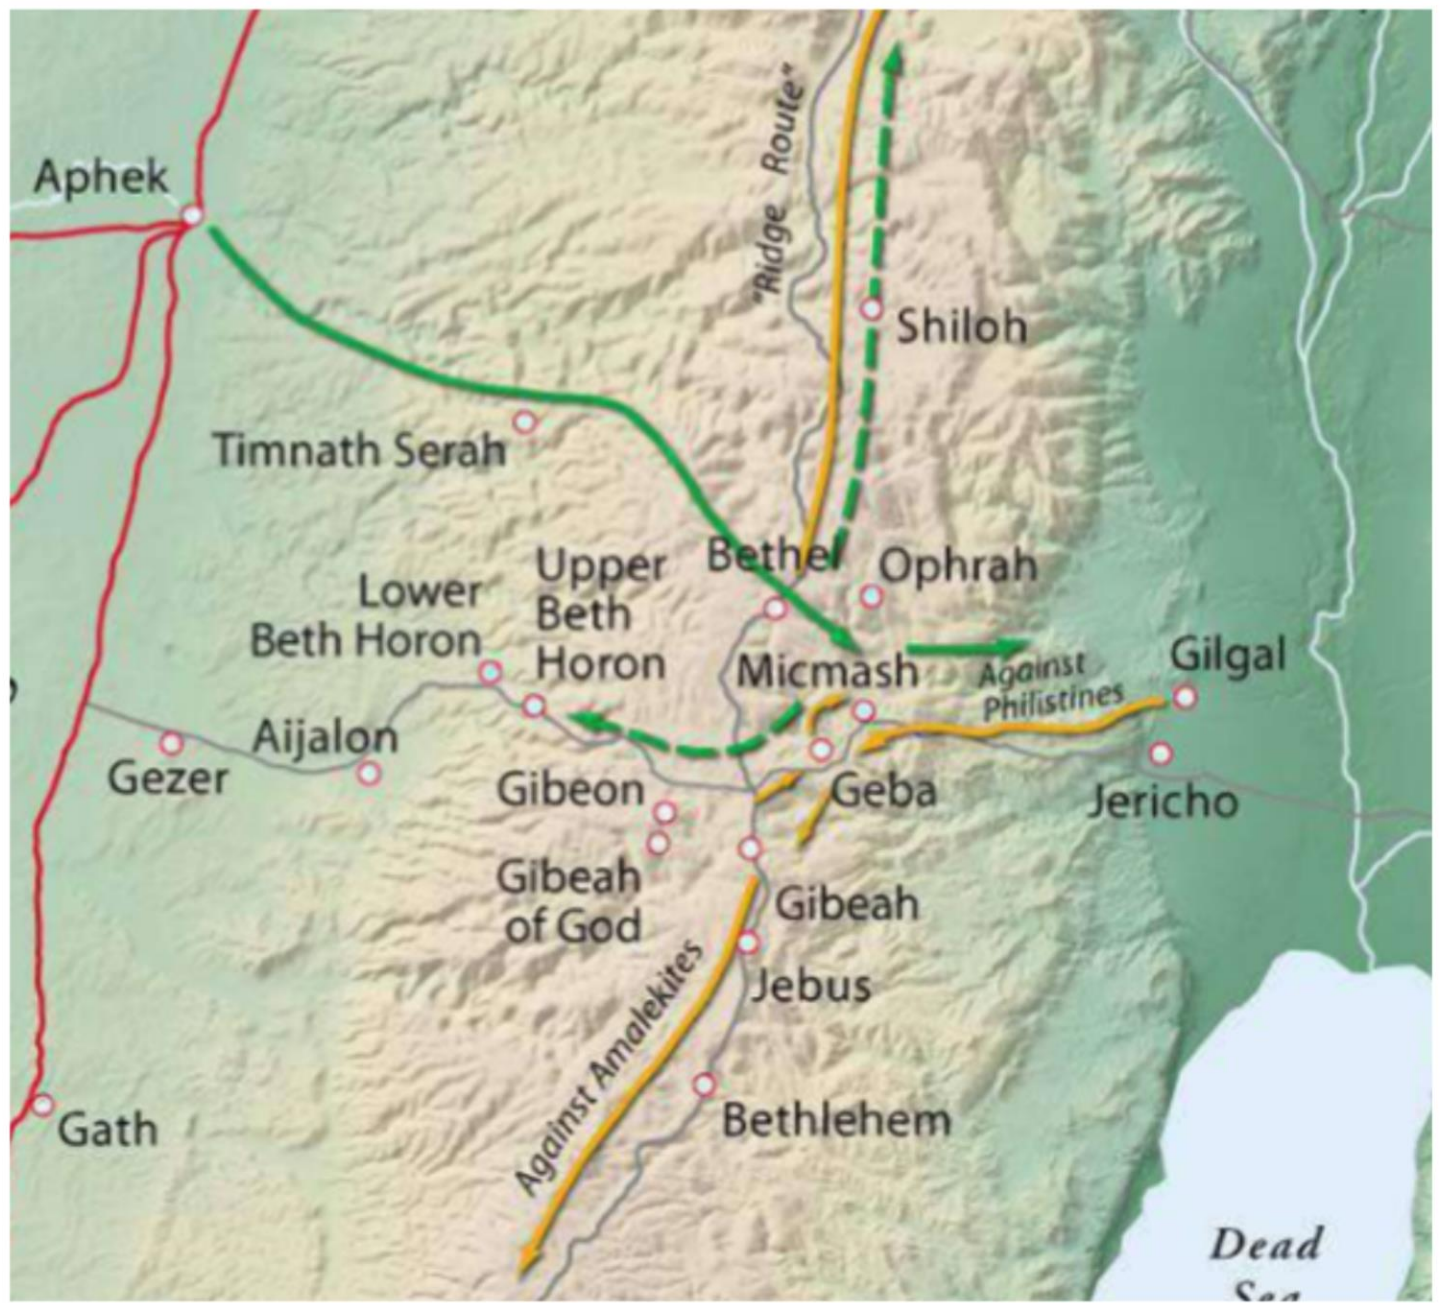 Aphek
"Ridge Route"
Shiloh
Timnath Serah
Bethel
Ophrah
Upper
Beth
Horon
Lower
Beth Horon
Micmash
Against
Philistines
Gilgal
Aijalon
Gezer
Gibeon
Geba
Jericho
Gibeah
of God
Gibeah
Jebus
Against Amalekites
Bethlehem
Gath
Dead
Sea